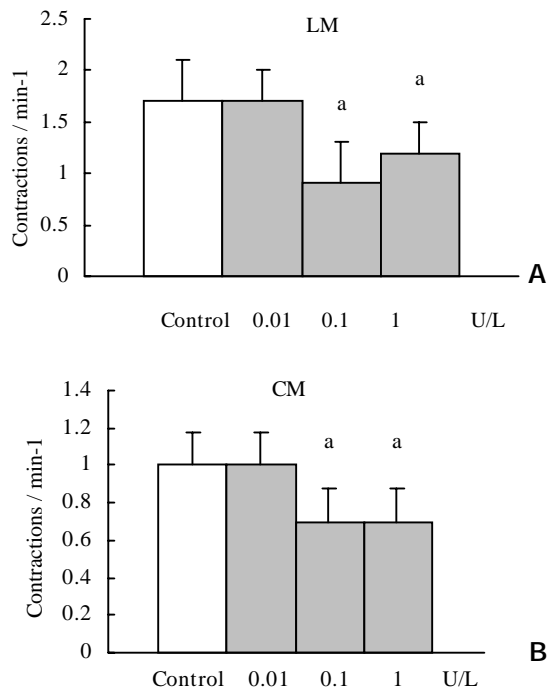 LM
Contractions / min-1
2.5
2
1.5
1
0.5
0
a
a
A
Control 0.01 0.1 1 U/L
CM
Contractions / min-1
1.4
1.2
1
0.8
0.6
0.4
0.2
0
a a
B
Control 0.01 0.1 1 U/L